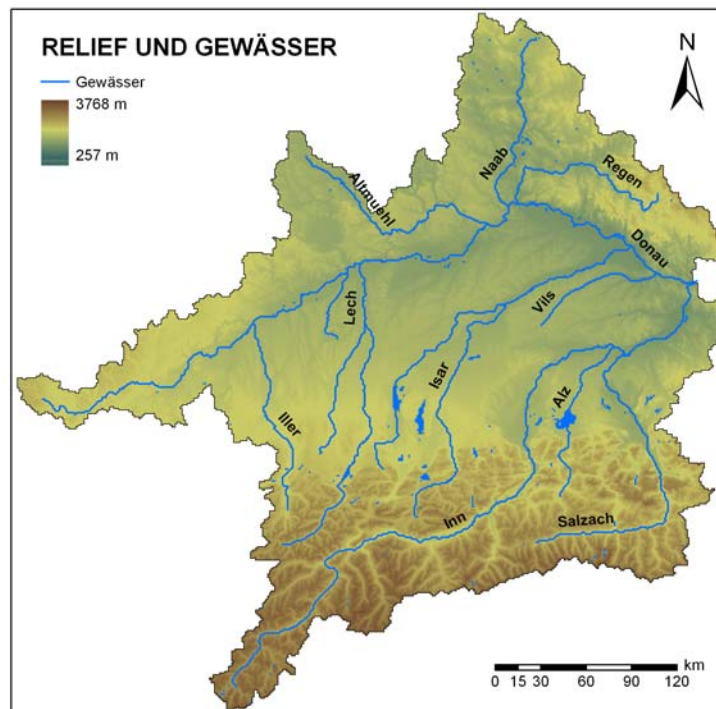 RELIEF UND GEWÄSSER
Gewässer
3768 m
257 m
N
Naab
Regen
Altmuehl
Donau
Lech
Vils
Isar
Alz
Iller
Inn
Salzach
km
0 15 30 60 90 120